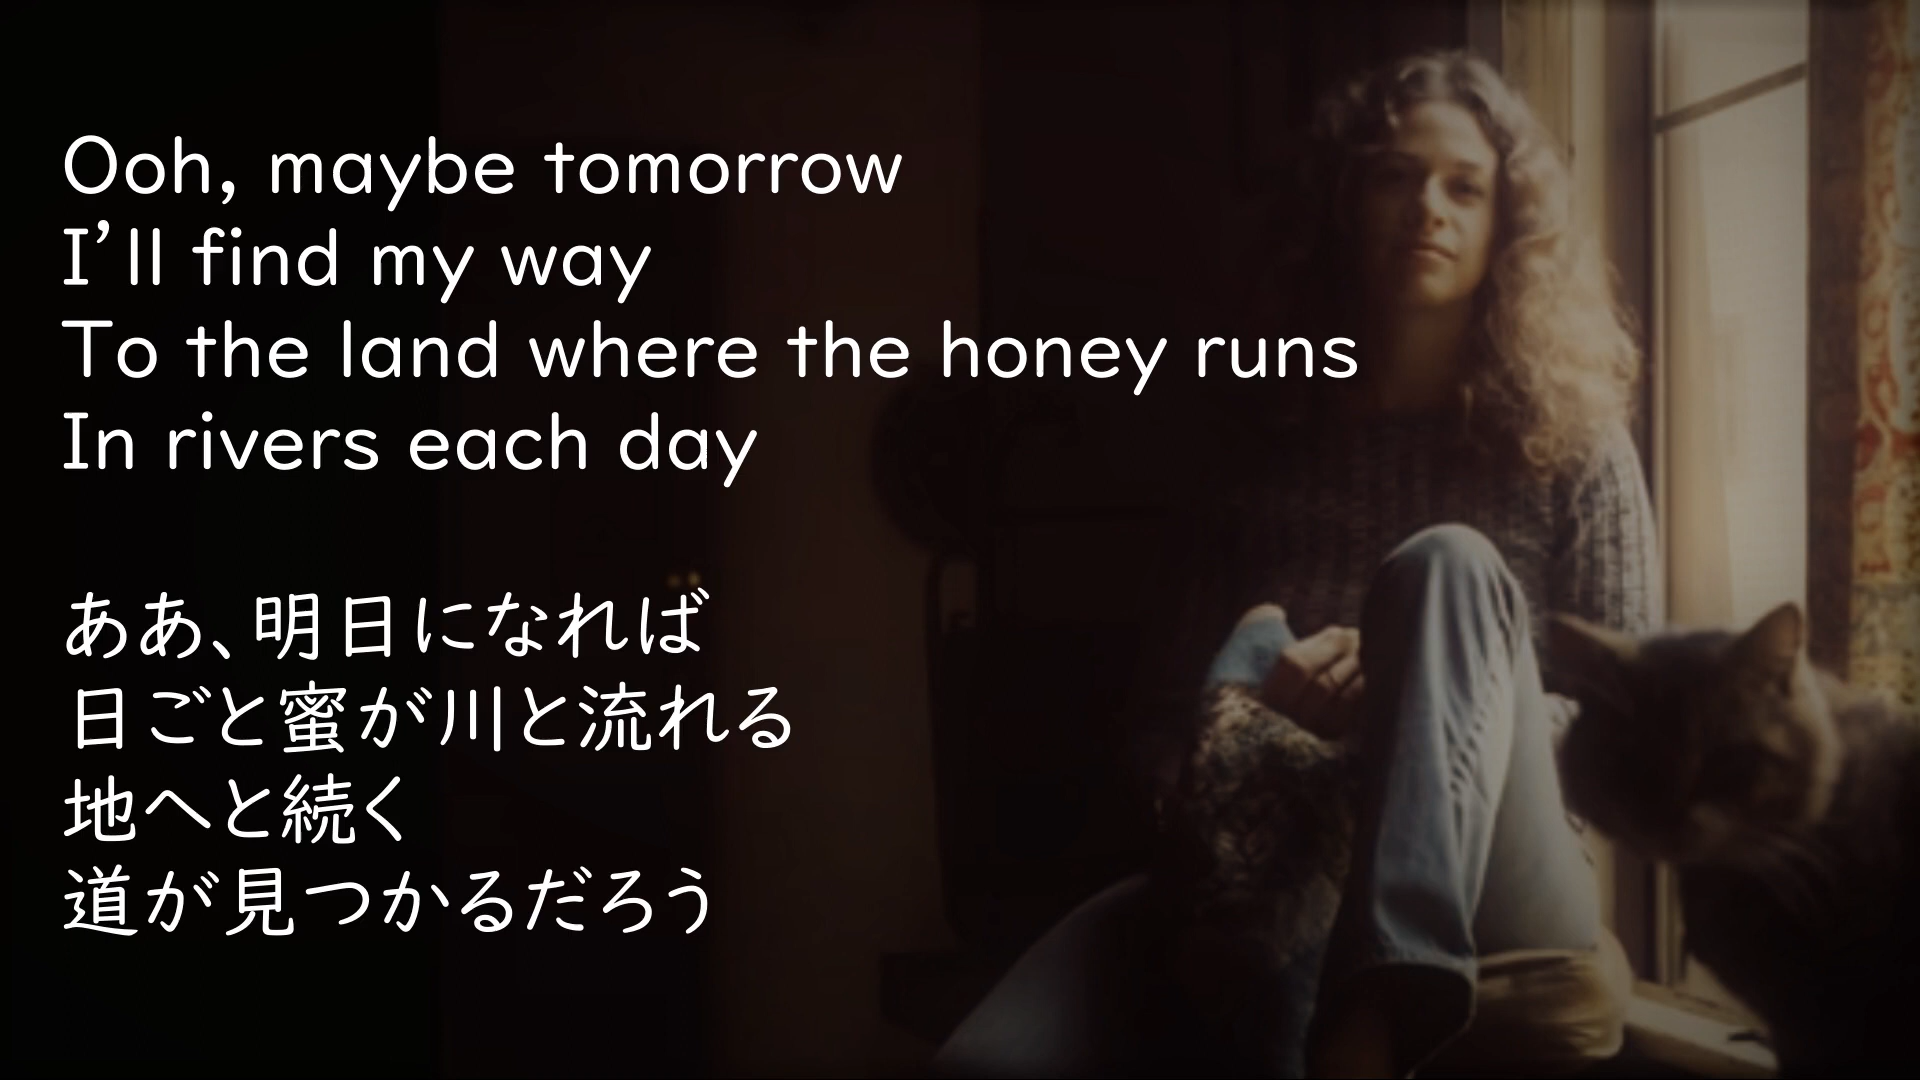 Ooh, maybe tomorrow
I’ll find my way
To the land where the honey runs
In rivers each day
ああ、明日になれば
日ごと蜜が川と流れる
地へと続く
道が見つかるだろう